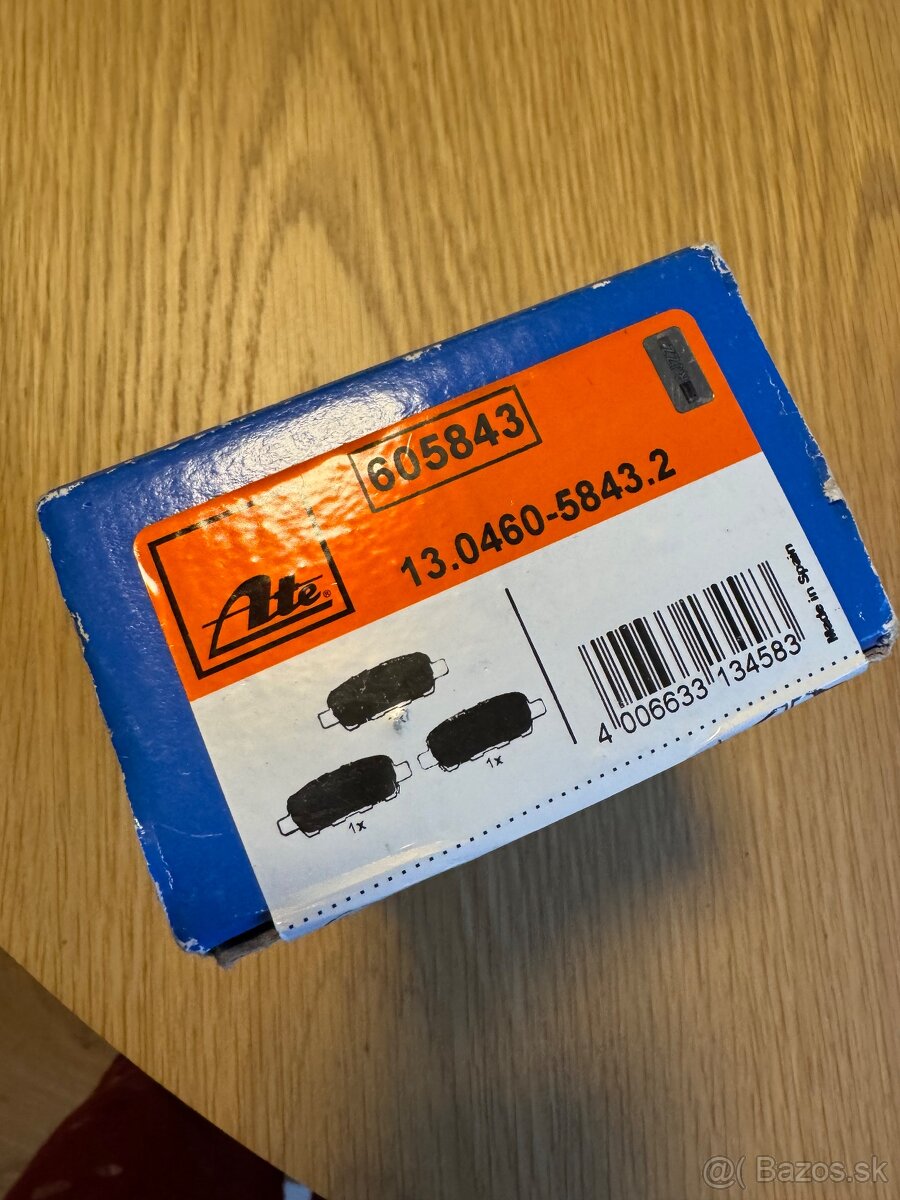 605843
13.0460-5843.2
Ate®
1x
1x
4 006633 134583
Made in Spain
@( Bazos.sk